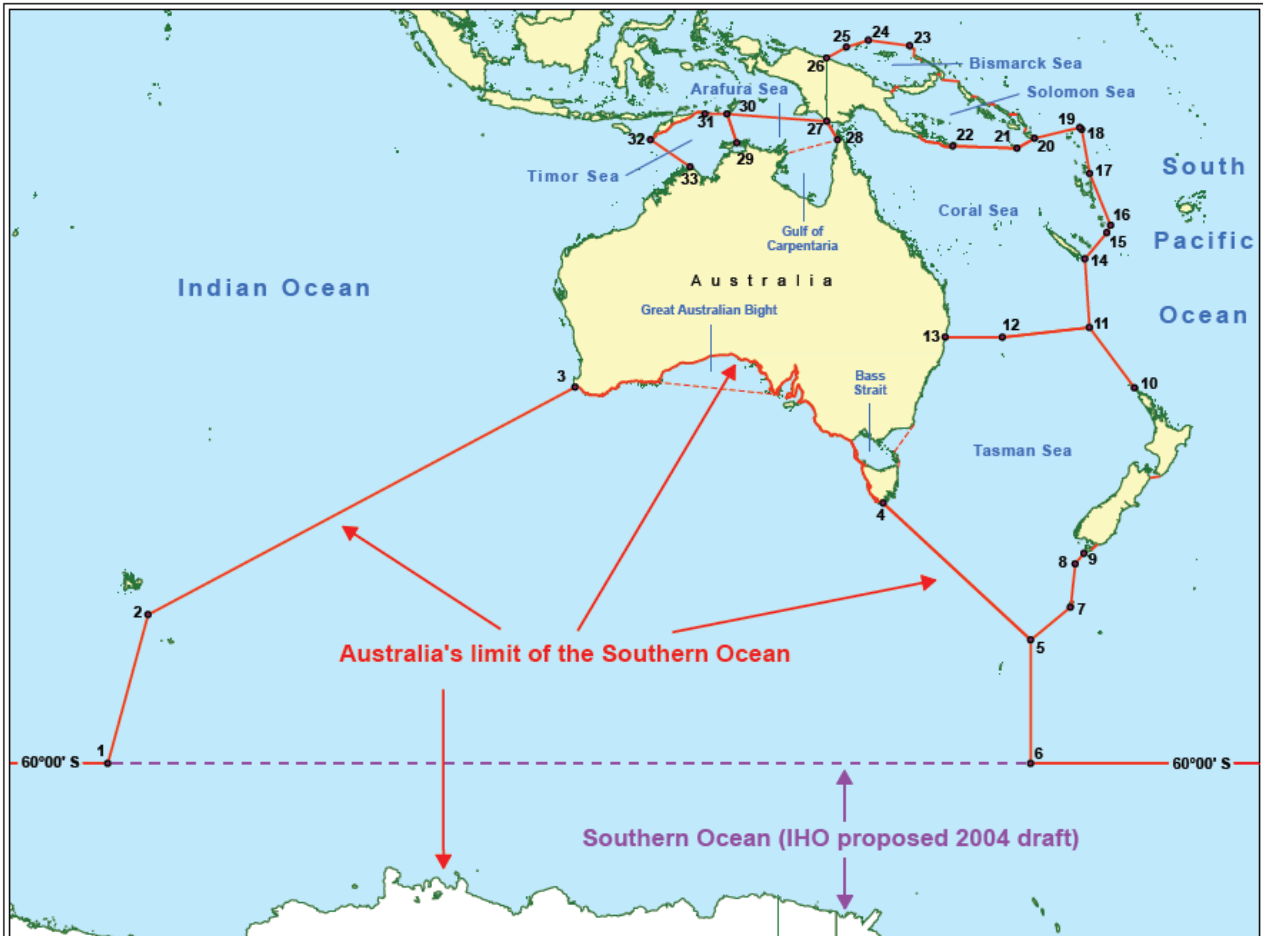 24
25
23
26
Bismarck Sea
Arafura Sea
Solomon Sea
30
31
27
19
18
32
28
22
21
20
29
33
Timor Sea
17
South
Coral Sea
16
Gulf of
Carpentaria
15
Pacific
14
Australia
Indian Ocean
Great Australian Bight
Ocean
13
12
11
3
Bass
Strait
10
Tasman Sea
4
8
9
2
7
5
Australia's limit of the Southern Ocean
1
6
60°00' S
60°00' S
Southern Ocean (IHO proposed 2004 draft)